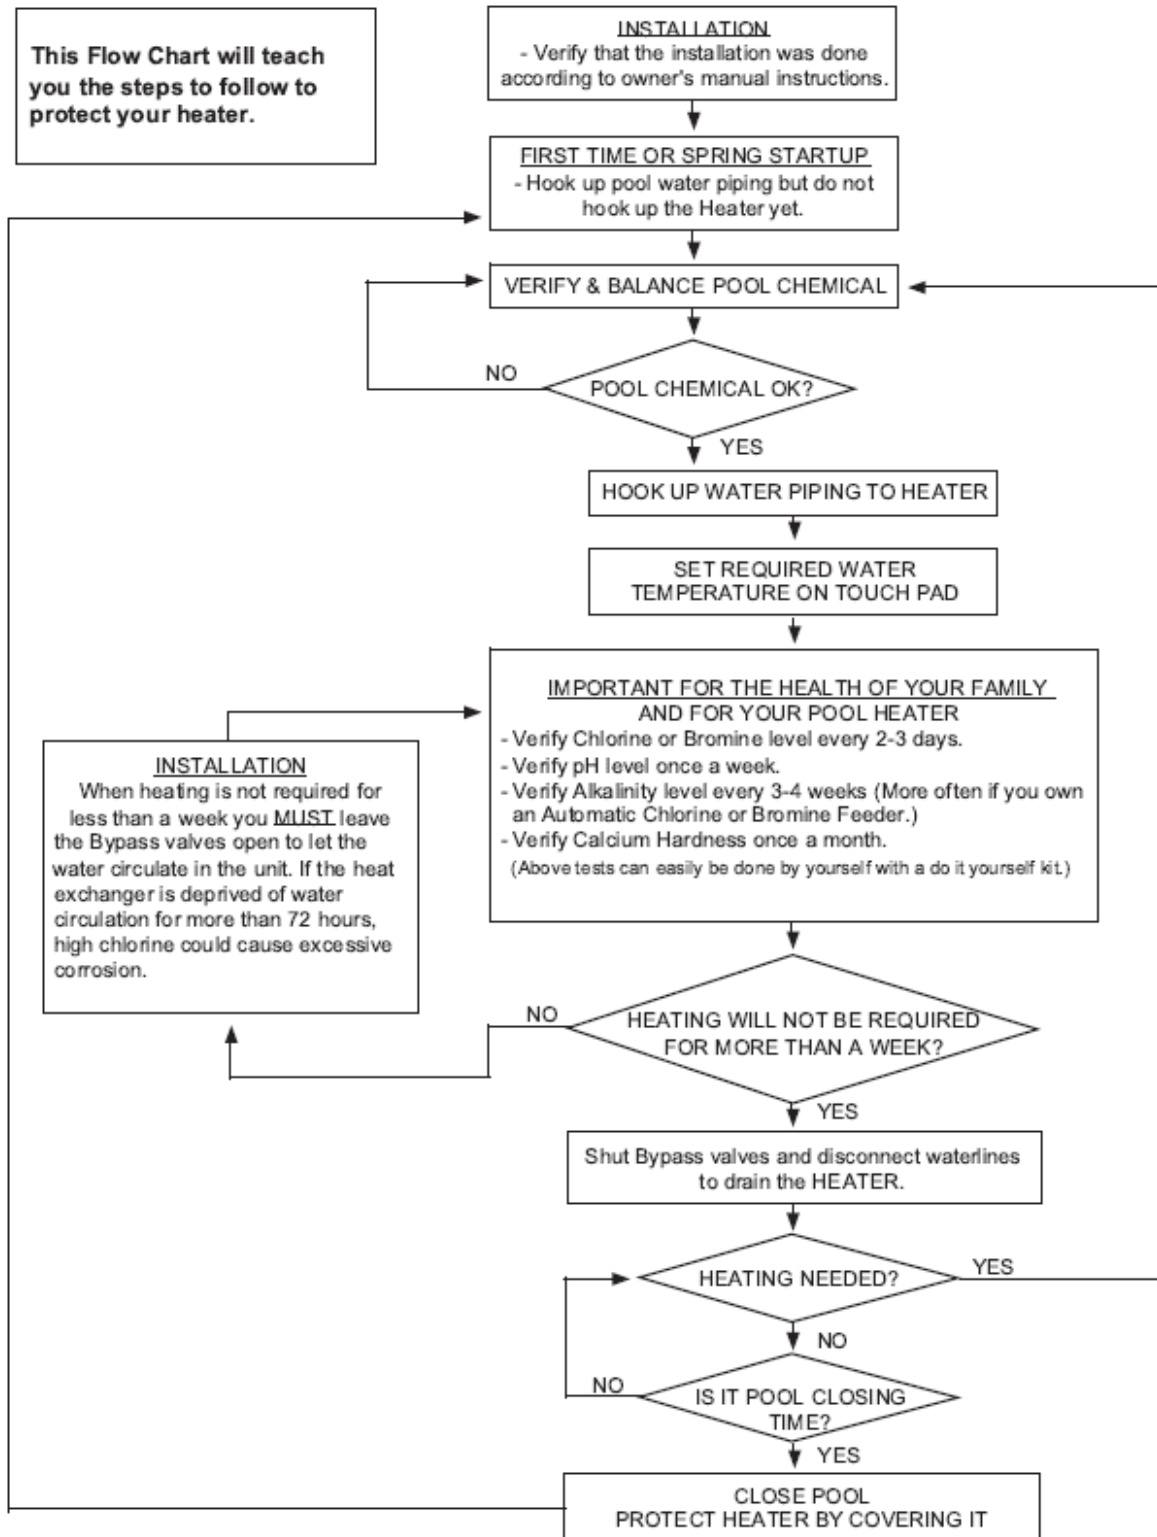 This Flow Chart will teach
you the steps to follow to
protect your heater.
INSTALLATION
- Verify that the installation was done
according to owner's manual instructions.
FIRST TIME OR SPRING STARTUP
- Hook up pool water piping but do not
hook up the Heater yet.
VERIFY & BALANCE POOL CHEMICAL
NO
POOL CHEMICAL OK?
YES
HOOK UP WATER PIPING TO HEATER
SET REQUIRED WATER
TEMPERATURE ON TOUCH PAD
IMPORTANT FOR THE HEALTH OF YOUR FAMILY
AND FOR YOUR POOL HEATER
- Verify Chlorine or Bromine level every 2-3 days.
- Verify pH level once a week.
- Verify Alkalinity level every 3-4 weeks (More often if you own
an Automatic Chlorine or Bromine Feeder.)
- Verify Calcium Hardness once a month.
(Above tests can easily be done by yourself with a do it yourself kit.)
INSTALLATION
When heating is not required for
less than a week you MUST leave
the Bypass valves open to let the
water circulate in the unit. If the heat
exchanger is deprived of water
circulation for more than 72 hours,
high chlorine could cause excessive
corrosion.
NO
HEATING WILL NOT BE REQUIRED
FOR MORE THAN A WEEK?
YES
Shut Bypass valves and disconnect waterlines
to drain the HEATER.
HEATING NEEDED?
YES
NO
NO
IS IT POOL CLOSING
TIME?
YES
CLOSE POOL
PROTECT HEATER BY COVERING IT